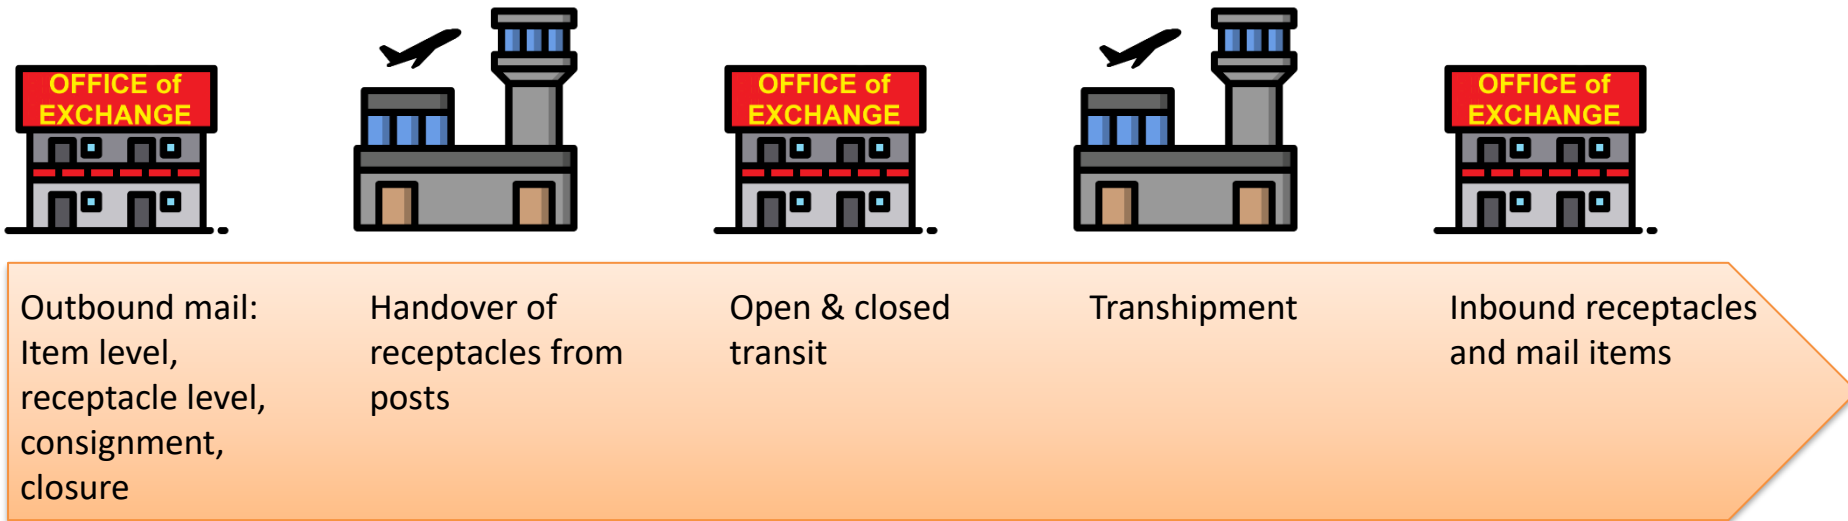 OFFICE of
EXCHANGE
OFFICE of
EXCHANGE
OFFICE of
EXCHANGE
Outbound mail:
Item level,
receptacle level,
consignment,
closure
Handover of
receptacles from
posts
Open & closed
transit
Transhipment
Inbound receptacles
and mail items